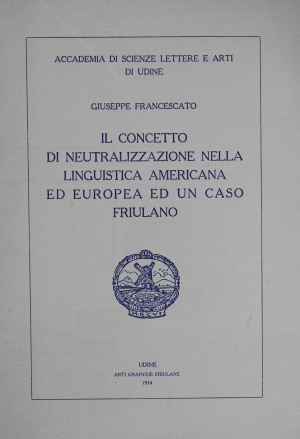 ACCADEMIA DI SCIENZE LETTERE E ARTI
DI UDINE
GIUSEPPE FRANCESCATO
IL CONCETTO
DI NEUTRALIZZAZIONE NELLA
LINGUISTICA AMERICANA
ED EUROPEA ED UN CASO
FRIULANO
UDINE
ARTI GRAFICHE FRIULANE
1954